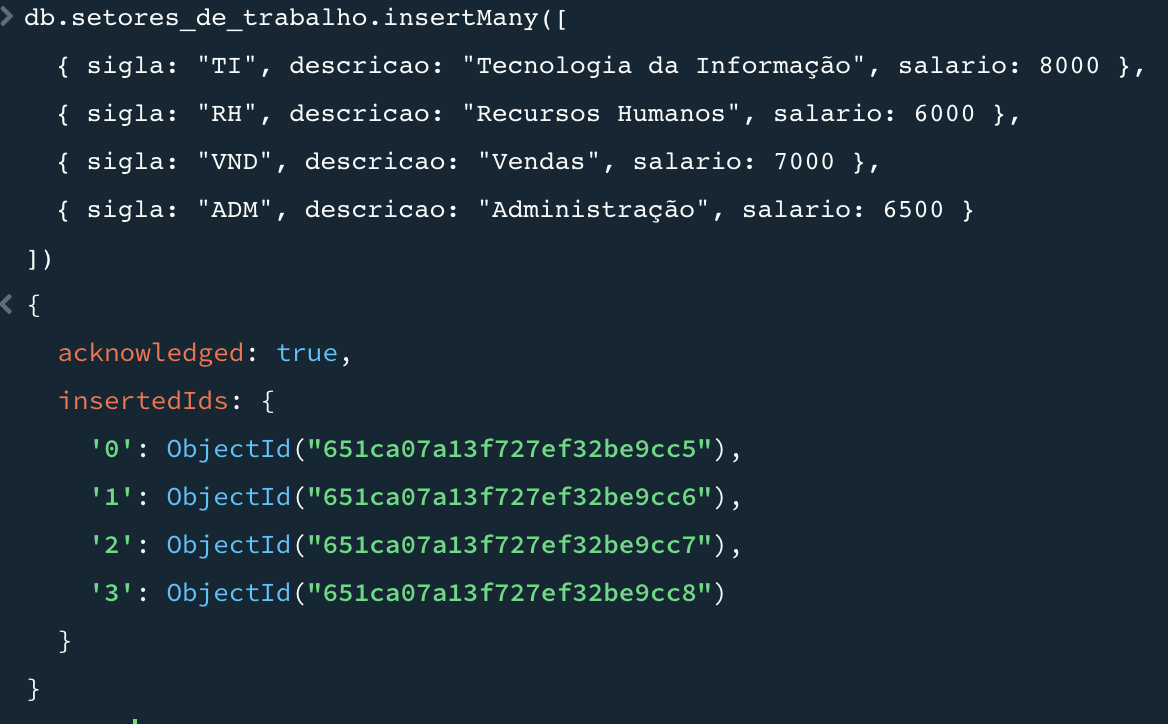 db.setores_de_trabalho.insertMany([
{ sigla: "TI", descricao: "Tecnologia da Informação", salario: 8000 },
{ sigla: "RH", descricao: "Recursos Humanos", salario: 6000 },
{ sigla: "VND", descricao: "Vendas", salario: 7000 },
{ sigla: "ADM", descricao: "Administração", salario: 6500 }
])
{
acknowledged: true,
insertedIds: {
'0': ObjectId("651ca07a13f727ef32be9cc5"),
'1': ObjectId("651ca07a13f727ef32be9cc6"),
'2': ObjectId("651ca07a13f727ef32be9cc7"),
'3': ObjectId("651ca07a13f727ef32be9cc8")
}
}